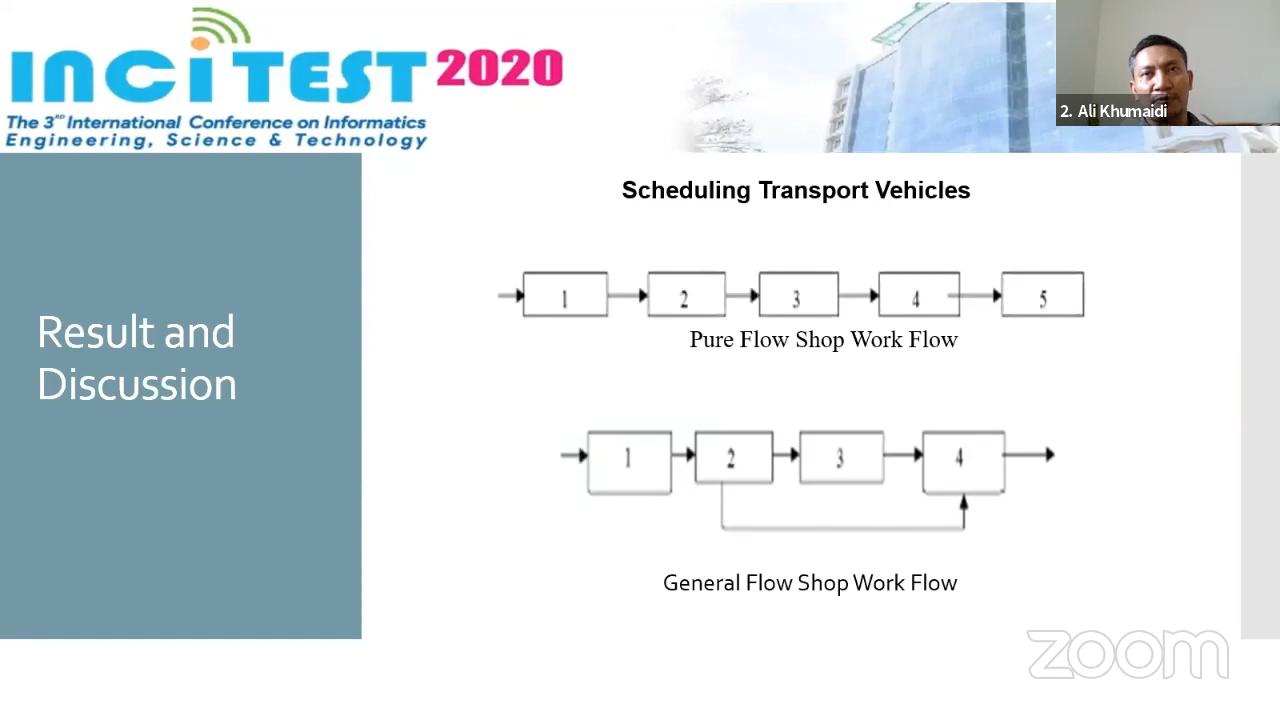 INCITEST 2020
The 3ʳᴰ International Conference on Informatics
Engineering, Science & Technology
2. Ali Khumaidi
Result and
Discussion
Scheduling Transport Vehicles
1 2 3 4 5
Pure Flow Shop Work Flow
1 2 3 4
General Flow Shop Work Flow
zoom